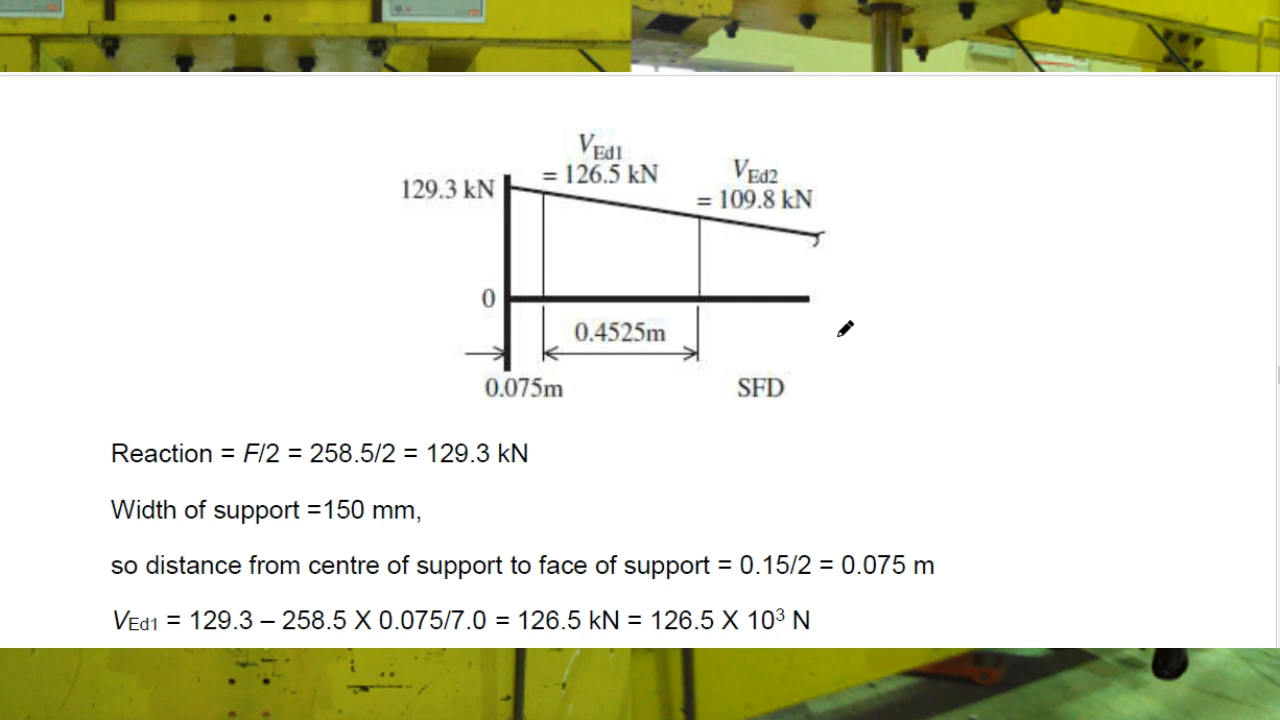 V_Ed1
= 126.5 kN
V_Ed2
= 109.8 kN
129.3 kN
0
0.4525m
0.075m
SFD
Reaction = F/2 = 258.5/2 = 129.3 kN
Width of support =150 mm,
so distance from centre of support to face of support = 0.15/2 = 0.075 m
V_Ed1 = 129.3 – 258.5 X 0.075/7.0 = 126.5 kN = 126.5 X 10³ N